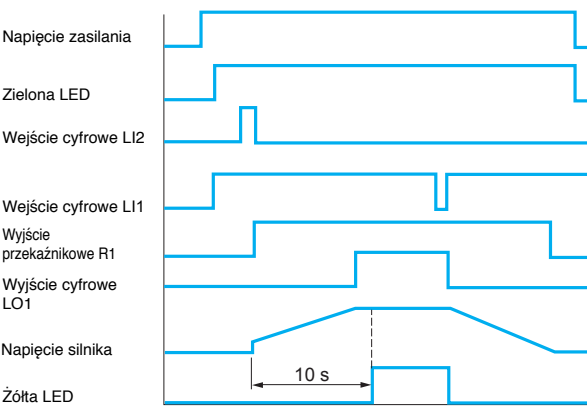 Napięcie zasilania
Zielona LED
Wejście cyfrowe LI2
Wejście cyfrowe LI1
Wyjście
przekaźnikowe R1
Wyjście cyfrowe
LO1
Napięcie silnika
10 s
Żółta LED